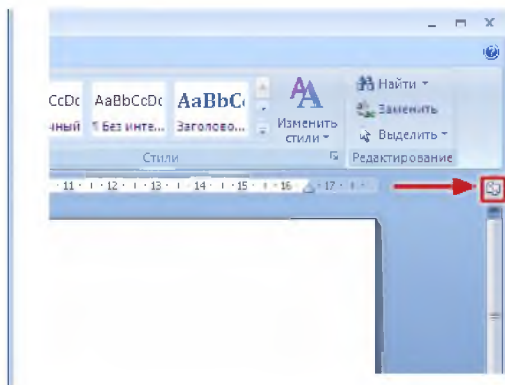 Найти
CcDc AaBbCcDc AaBbC
Заменить
чный ¶ Без инте... Заголово...
Изменить стили
Выделить
Стили
Редактирование
· 11 · 12 · 13 · 14 · 15 · 16 · 17 ·